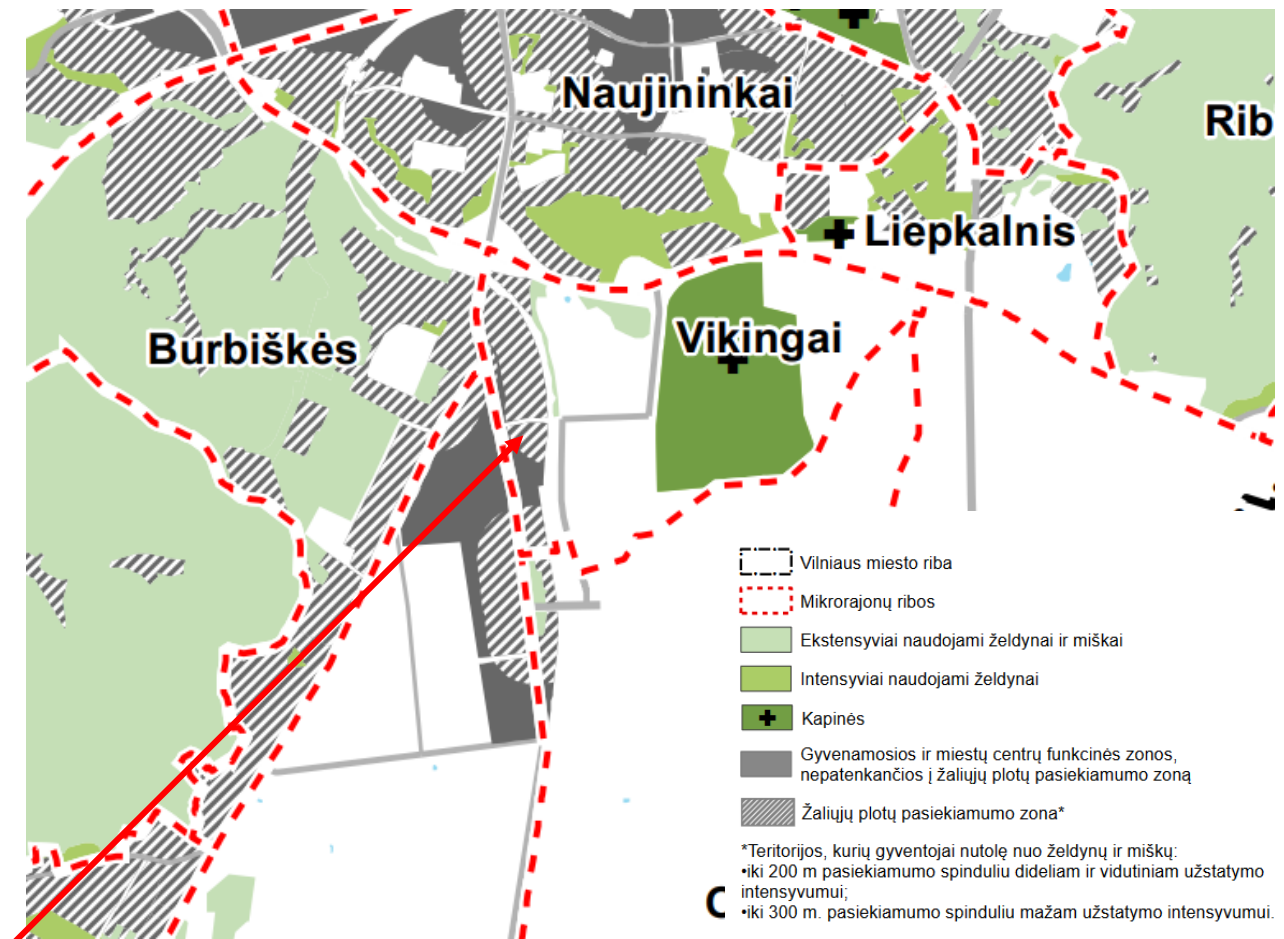 Naujininkai
Rib
Liepkalnis
Vikingai
Burbiškės
Vilniaus miesto riba
Mikrorajonų ribos
Ekstensyviai naudojami želdynai ir miškai
Intensyviai naudojami želdynai
Kapinės
Gyvenamosios ir miestų centrų funkcinės zonos,
nepatenkančios į žaliųjų plotų pasiekiamumo zoną
Žaliųjų plotų pasiekiamumo zona*
*Teritorijos, kurių gyventojai nutolę nuo želdynų ir miškų:
•iki 200 m pasiekiamumo spinduliu dideliam ir vidutiniam užstatymo
intensyvumui;
•iki 300 m. pasiekiamumo spinduliu mažam užstatymo intensyvumui.